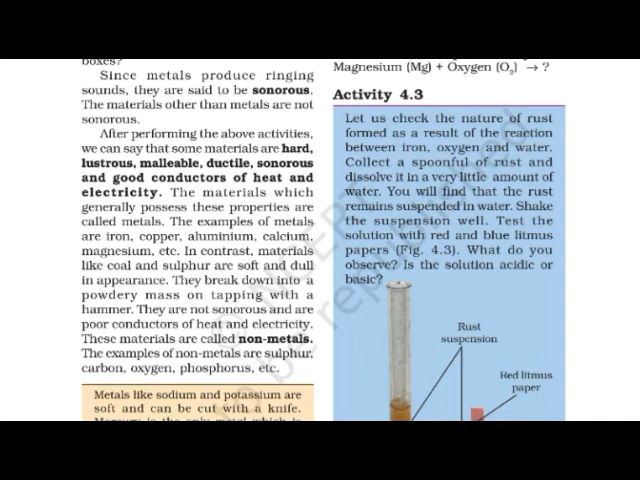 boxes?
Since metals produce ringing
sounds, they are said to be sonorous.
The materials other than metals are not
sonorous.
After performing the above activities,
we can say that some materials are hard,
lustrous, malleable, ductile, sonorous
and good conductors of heat and
electricity. The materials which
generally possess these properties are
called metals. The examples of metals
are iron, copper, aluminium, calcium,
magnesium, etc. In contrast, materials
like coal and sulphur are soft and dull
in appearance. They break down into a
powdery mass on tapping with a
hammer. They are not sonorous and are
poor conductors of heat and electricity.
These materials are called non-metals.
The examples of non-metals are sulphur,
carbon, oxygen, phosphorus, etc.
Metals like sodium and potassium are
soft and can be cut with a knife.
Mercury is the only metal which is
Magnesium (Mg) + Oxygen (O₂) → ?
Activity 4.3
Let us check the nature of rust
formed as a result of the reaction
between iron, oxygen and water.
Collect a spoonful of rust and
dissolve it in a very little amount of
water. You will find that the rust
remains suspended in water. Shake
the suspension well. Test the
solution with red and blue litmus
papers (Fig. 4.3). What do you
observe? Is the solution acidic or
basic?
Rust
suspension
Red litmus
paper